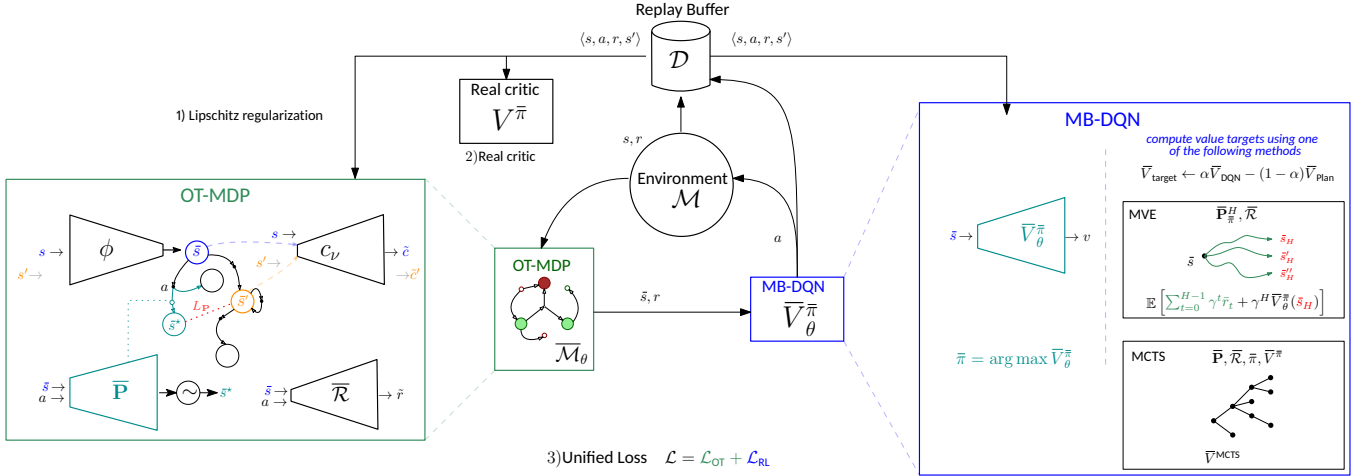 Replay Buffer
⟨s, a, r, s′⟩
𝒟
⟨s, a, r, s′⟩
Real critic
V^π̄
2)Real critic
1) Lipschitz regularization
s, r
Environment
ℳ
a
OT-MDP
s →
ϕ
s̄
s →
c_ν
→ c̃
s′→
s′→
→c̃′
a
s̄′
L_𝐏
s̄⋆
s̄ →
a →
P̄
∼
s̄⋆
s̄ →
a →
ℛ̄
→ r̃
OT-MDP
ℳ̄_θ
s̄, r
MB-DQN
V̄_θ^π̄
MB-DQN
compute value targets using one
of the following methods
V̄_target ← αV̄_DQN − (1 − α)V̄_Plan
s̄ →
V̄_θ^π̄
v
π̄ = arg max V̄_θ^π̄
MVE
P̄_π̄^H, ℛ̄
s̄
s̄_H
s̄′_H
s̄′′_H
𝔼 [∑_{t=0}^{H−1} γ^t r̄_t + γ^H V̄_θ^π̄(s̄_H)]
MCTS
P̄, ℛ̄, π̄, V̄^π̄
V̄^MCTS
3)Unified Loss ℒ = ℒ_OT + ℒ_RL